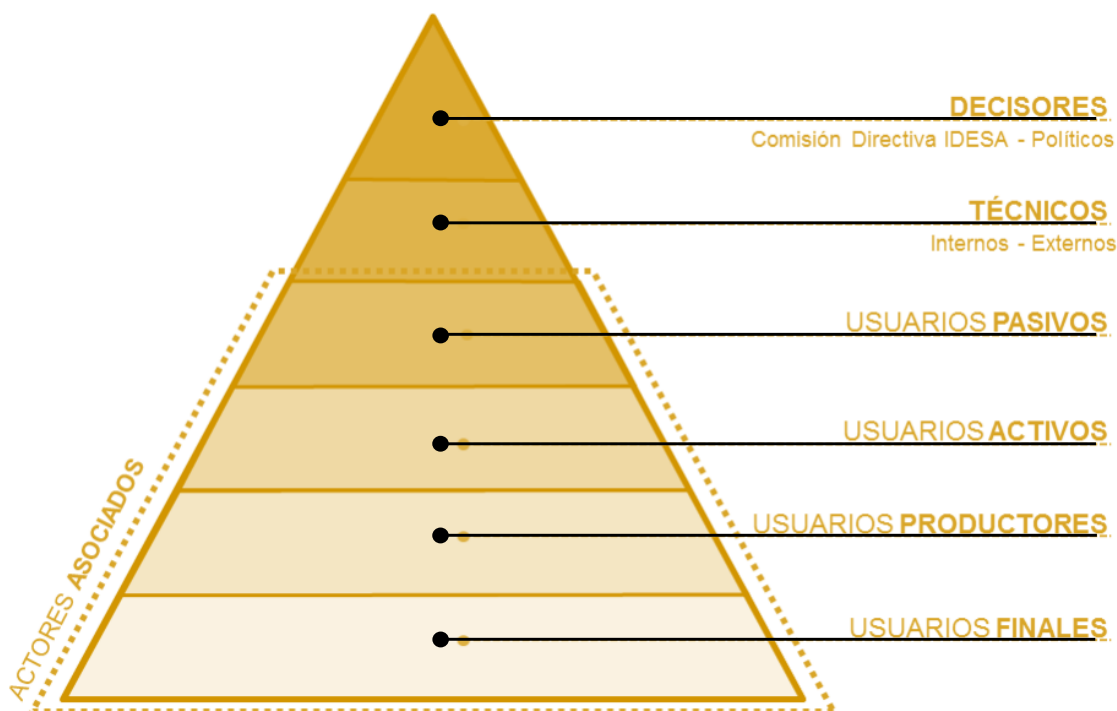 DECISORES
Comisión Directiva IDESA - Políticos
TÉCNICOS
Internos - Externos
USUARIOS PASIVOS
USUARIOS ACTIVOS
USUARIOS PRODUCTORES
USUARIOS FINALES
ACTORES ASOCIADOS